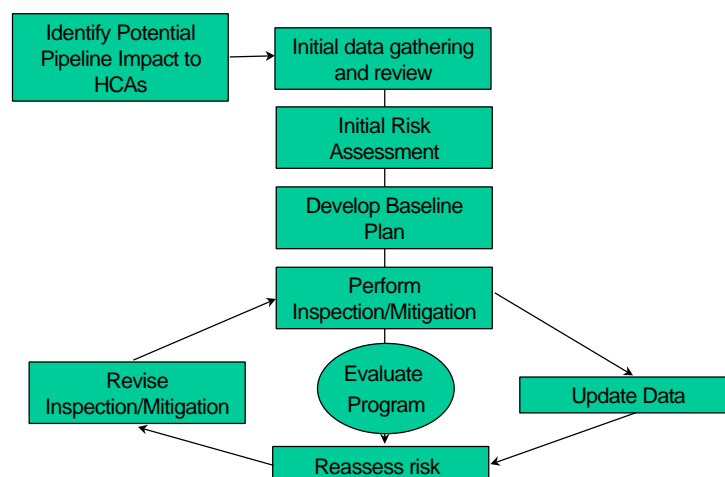 Identify Potential
Pipeline Impact to
HCAs
Initial data gathering
and review
Initial Risk
Assessment
Develop Baseline
Plan
Perform
Inspection/Mitigation
Revise
Inspection/Mitigation
Evaluate
Program
Update Data
Reassess risk